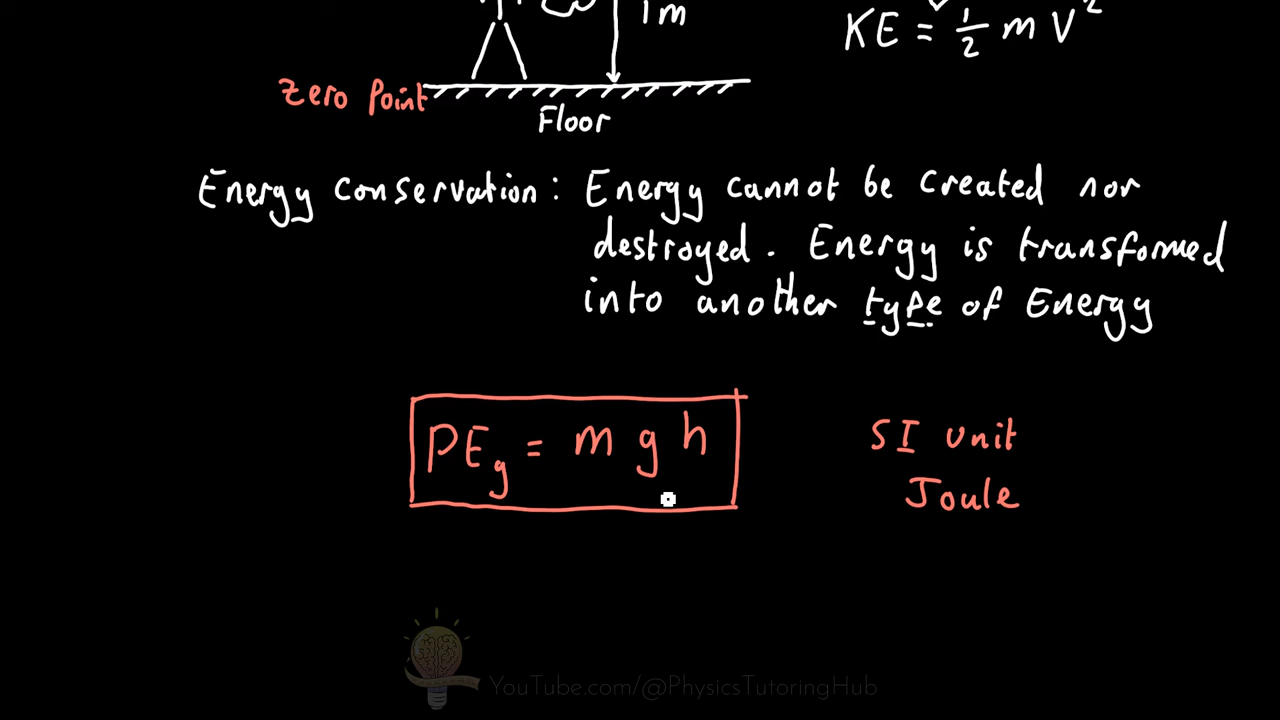 1m
KE = 1/2 m V²
Zero Point
Floor
Energy conservation: Energy cannot be created nor
destroyed. Energy is transformed
into another type of Energy
PEg = m g h
SI unit
Joule
YouTube.com/@PhysicsTutoringHub